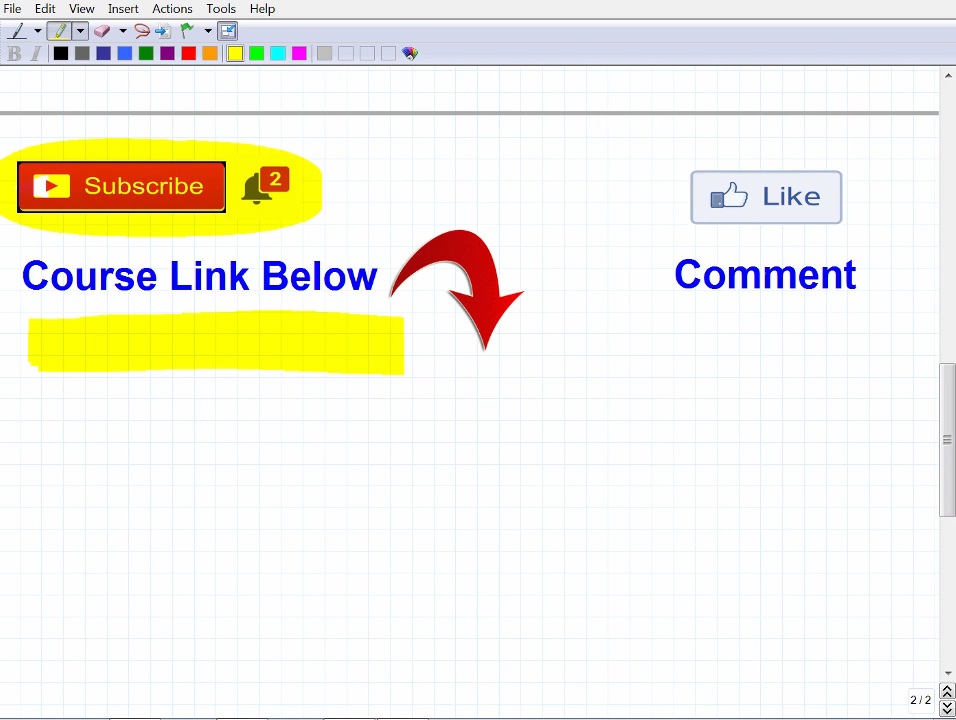 File Edit View Insert Actions Tools Help
B I
Subscribe 2
Like
Course Link Below
Comment
2 / 2